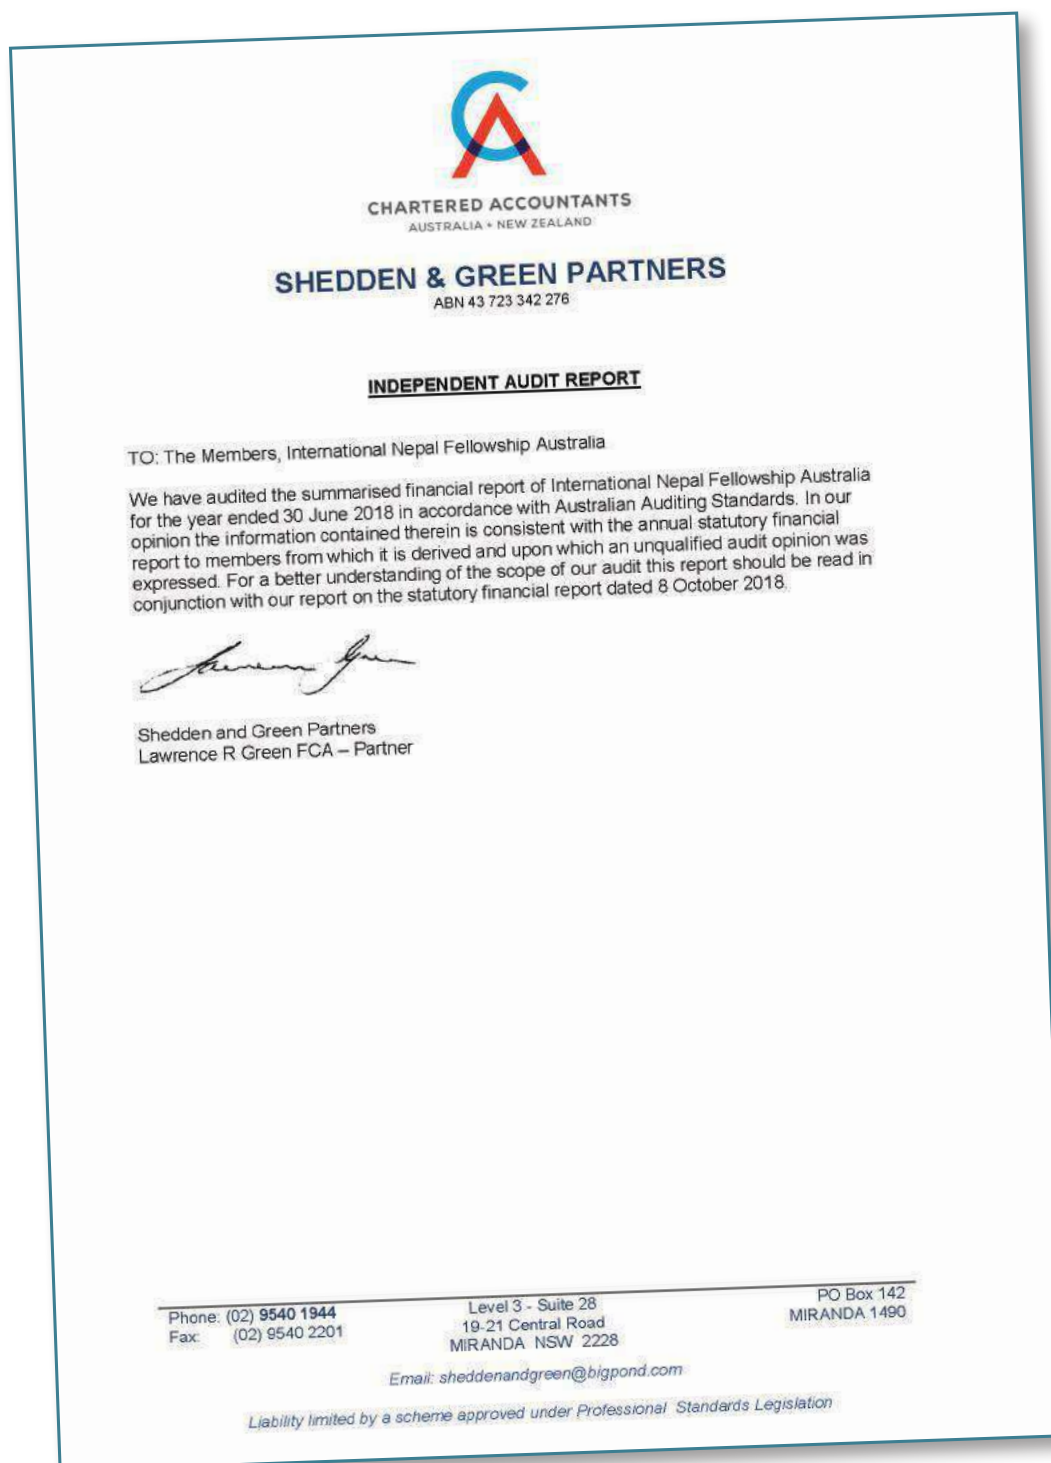 CHARTERED ACCOUNTANTS
AUSTRALIA + NEW ZEALAND
SHEDDEN & GREEN PARTNERS
ABN 43 723 342 276
INDEPENDENT AUDIT REPORT
TO: The Members, International Nepal Fellowship Australia
We have audited the summarised financial report of International Nepal Fellowship Australia
for the year ended 30 June 2018 in accordance with Australian Auditing Standards. In our
opinion the information contained therein is consistent with the annual statutory financial
report to members from which it is derived and upon which an unqualified audit opinion was
expressed. For a better understanding of the scope of our audit this report should be read in
conjunction with our report on the statutory financial report dated 8 October 2018.
Shedden and Green Partners
Lawrence R Green FCA – Partner
Phone: (02) 9540 1944
Fax: (02) 9540 2201
Level 3 - Suite 28
19-21 Central Road
MIRANDA NSW 2228
PO Box 142
MIRANDA 1490
Email: sheddenandgreen@bigpond.com
Liability limited by a scheme approved under Professional Standards Legislation